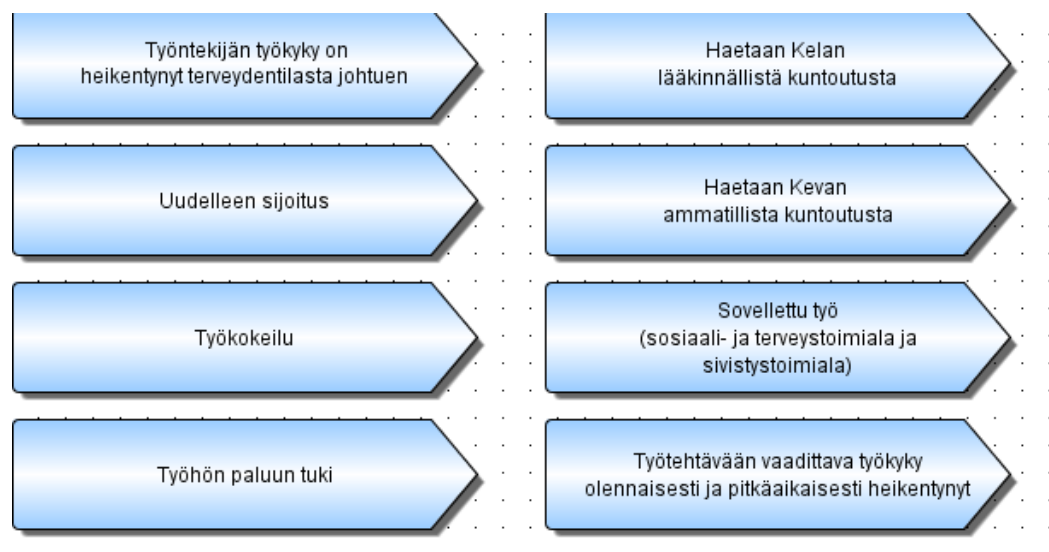 Työntekijän työkyky on
heikentynyt terveydentilasta johtuen
Haetaan Kelan
lääkinnällistä kuntoutusta
Uudelleen sijoitus
Haetaan Kevan
ammatillista kuntoutusta
Työkokeilu
Sovellettu työ
(sosiaali- ja terveystoimiala ja
sivistystoimiala)
Työhön paluun tuki
Työtehtävään vaadittava työkyky
olennaisesti ja pitkäaikaisesti heikentynyt